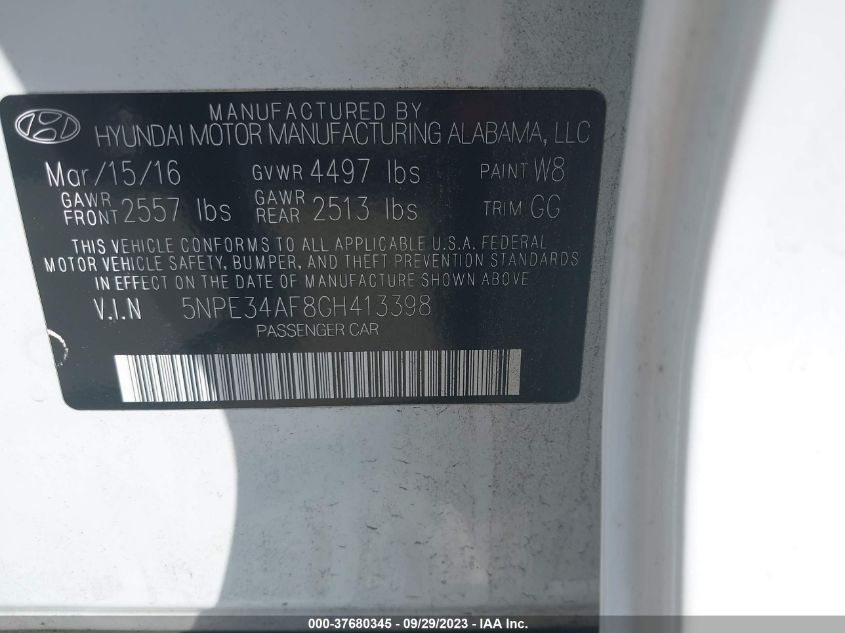 MANUFACTURED BY
HYUNDAI MOTOR MANUFACTURING ALABAMA, LLC
Mar/15/16 GVWR 4497 lbs PAINT W8
GAWR FRONT 2557 lbs GAWR REAR 2513 lbs TRIM GG
THIS VEHICLE CONFORMS TO ALL APPLICABLE U.S.A. FEDERAL
MOTOR VEHICLE SAFETY, BUMPER, AND THEFT PREVENTION STANDARDS
IN EFFECT ON THE DATE OF MANUFACTURE SHOWN ABOVE
V.I.N 5NPE34AF8GH413398
PASSENGER CAR
000-37680345 - 09/29/2023 - IAA Inc.